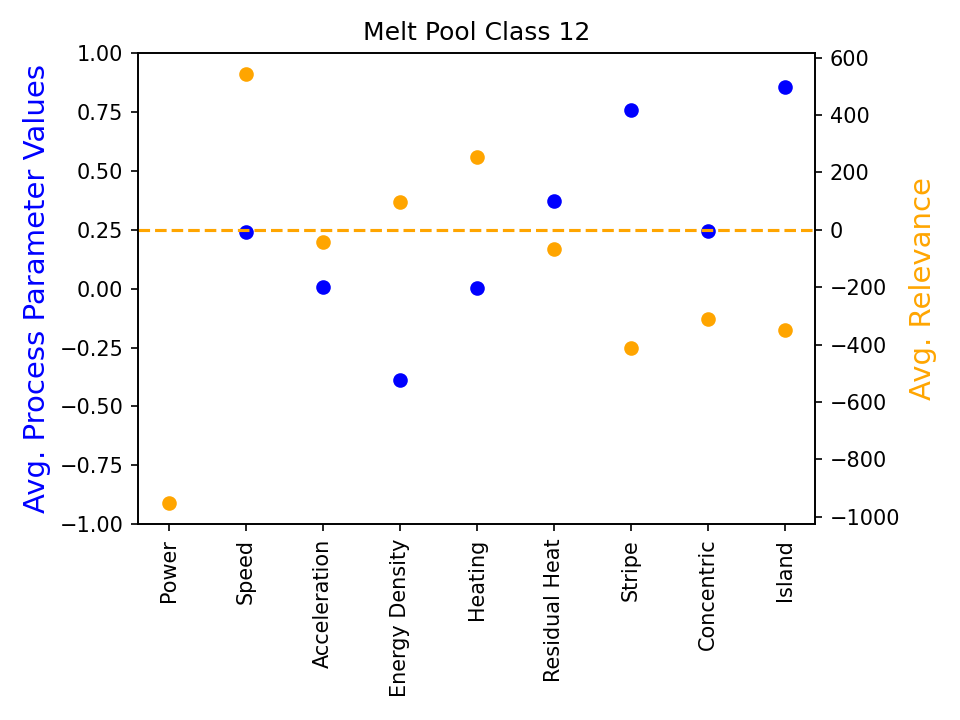 Melt Pool Class 12
Avg. Process Parameter Values
1.00
0.75
0.50
0.25
0.00
−0.25
−0.50
−0.75
−1.00
600
400
200
0
−200
−400
−600
−800
−1000
Avg. Relevance
Power
Speed
Acceleration
Energy Density
Heating
Residual Heat
Stripe
Concentric
Island